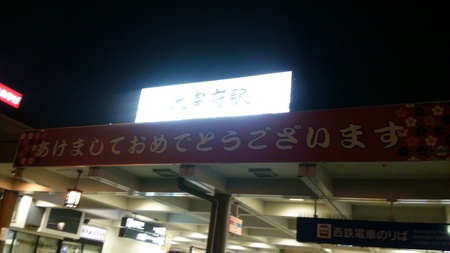 太宰府駅
あけましておめでとうございます
西鉄電車のりば